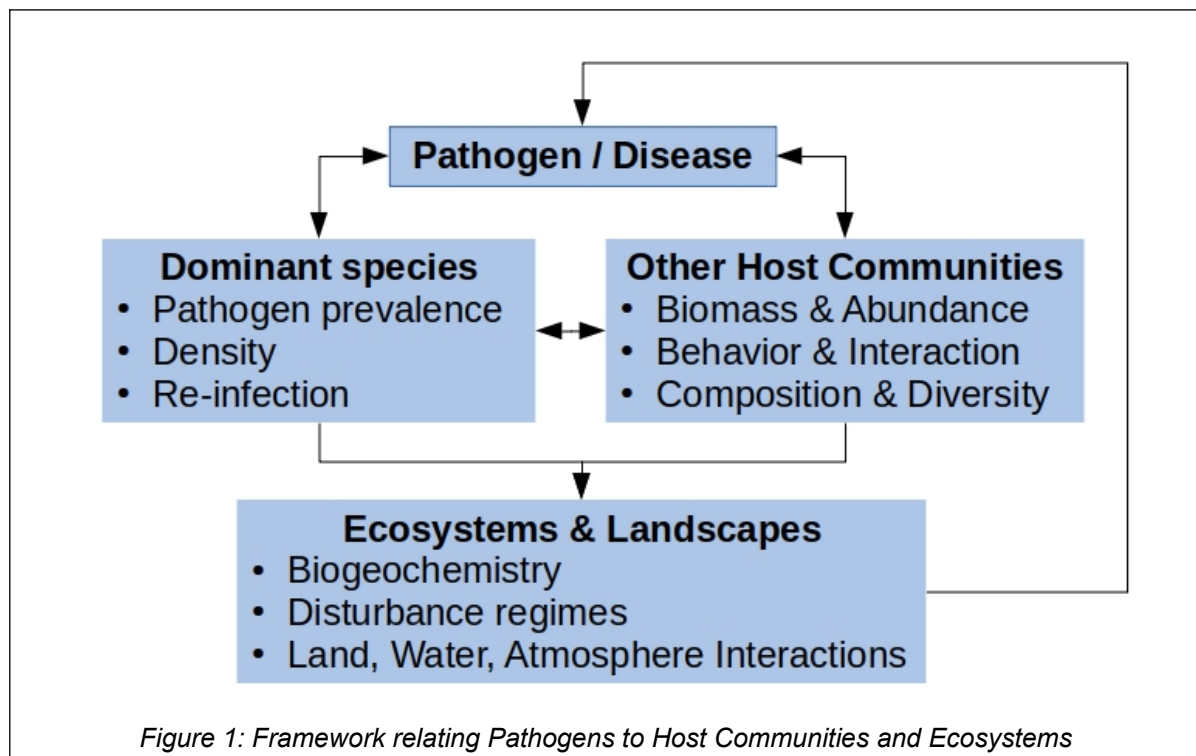 Pathogen / Disease
Dominant species
• Pathogen prevalence
• Density
• Re-infection
Other Host Communities
• Biomass & Abundance
• Behavior & Interaction
• Composition & Diversity
Ecosystems & Landscapes
• Biogeochemistry
• Disturbance regimes
• Land, Water, Atmosphere Interactions
Figure 1: Framework relating Pathogens to Host Communities and Ecosystems